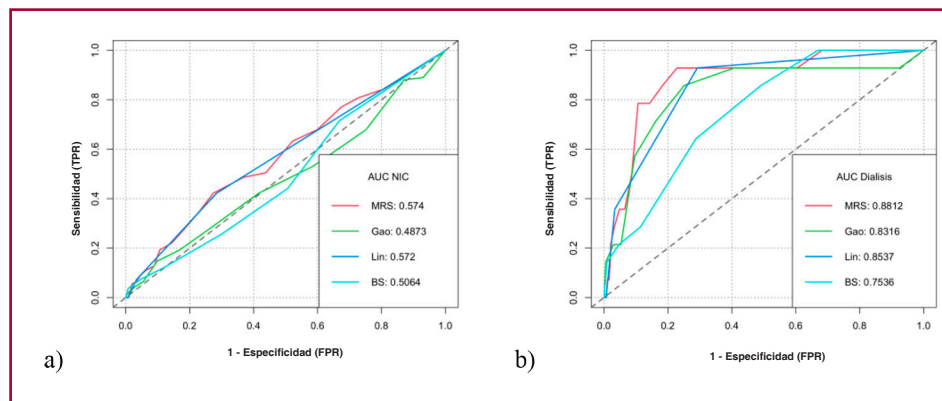 1.0
0.8
0.6
0.4
0.2
0.0
Sensibilidad (TPR)
AUC NIC
MRS: 0.574
Gao: 0.4873
Lin: 0.572
BS: 0.5064
0.0 0.2 0.4 0.6 0.8 1.0
1 - Especificidad (FPR)
a)
1.0
0.8
0.6
0.4
0.2
0.0
Sensibilidad (TPR)
AUC Dialisis
MRS: 0.8812
Gao: 0.8316
Lin: 0.8537
BS: 0.7536
0.0 0.2 0.4 0.6 0.8 1.0
1 - Especificidad (FPR)
b)